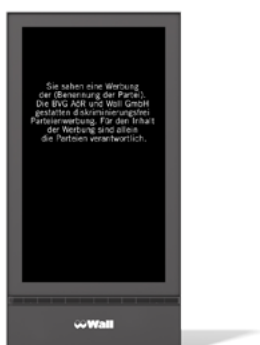 Sie sahen eine Werbung
der (Benennung der Partei).
Die BVG AöR und Wall GmbH
gestatten diskriminierungsfrei
Parteienwerbung. Für den Inhalt
der Werbung sind allein
die Parteien verantwortlich.
Wall